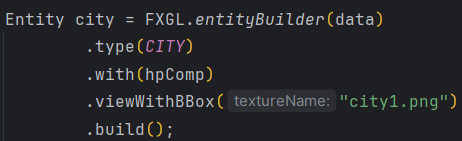 Entity city = FXGL.entityBuilder(data)
.type(CITY)
.with(hpComp)
.viewWithBBox( textureName: "city1.png")
.build();